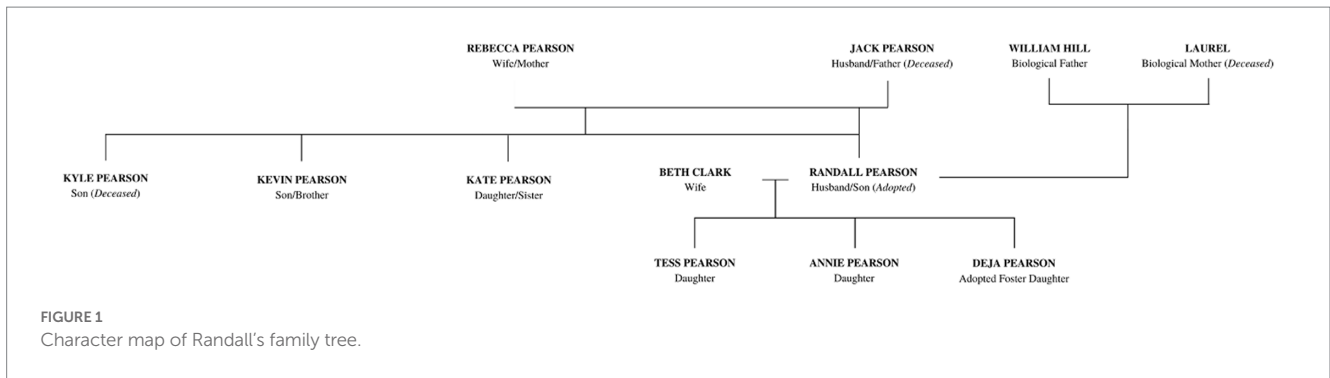 REBECCA PEARSON
Wife/Mother
JACK PEARSON
Husband/Father (Deceased)
WILLIAM HILL
Biological Father
LAUREL
Biological Mother (Deceased)
KYLE PEARSON
Son (Deceased)
KEVIN PEARSON
Son/Brother
KATE PEARSON
Daughter/Sister
BETH CLARK
Wife
RANDALL PEARSON
Husband/Son (Adopted)
TESS PEARSON
Daughter
ANNIE PEARSON
Daughter
DEJA PEARSON
Adopted Foster Daughter
FIGURE 1
Character map of Randall’s family tree.